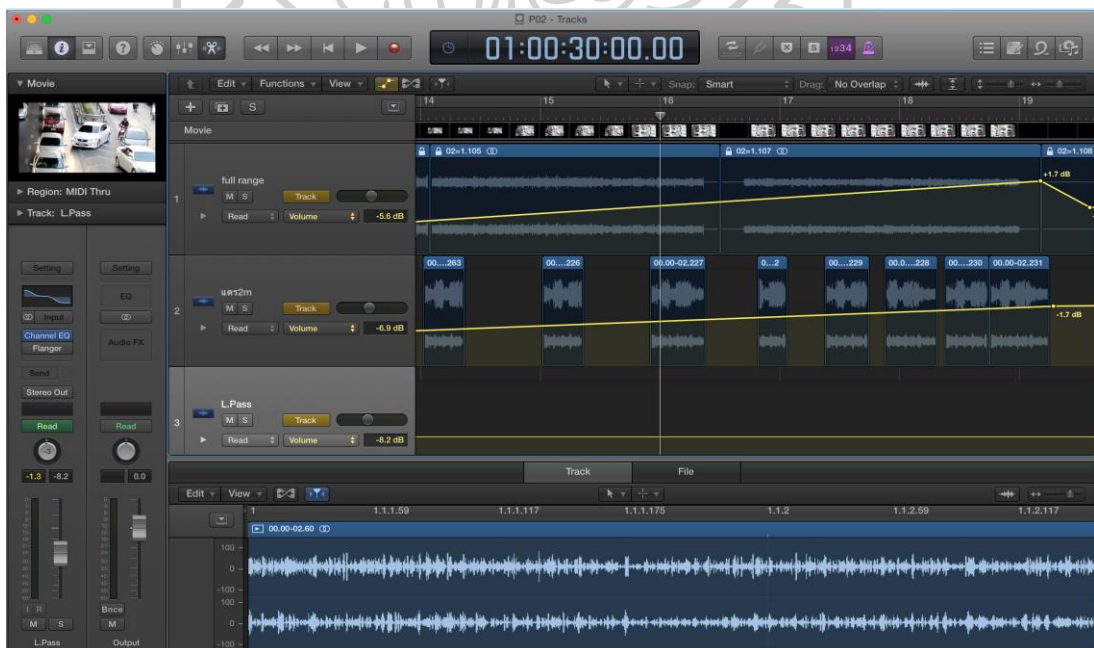 P02 - Tracks
01:00:30:00.00
1234
Movie
Edit Functions View Snap: Smart Drag: No Overlap
S
14 15 16 17 18 19
Movie
02=1.105 02=1.107 02=1.108
Region: MIDI Thru
Track: L.Pass
1 full range
M S Track
Read Volume -5.6 dB
+1.7 dB
00....263 00....226 00.00-02.227 0...2 00....229 00.0....228 00....230 00.00-02.231
2 แตร2m
M S Track
Read Volume -6.9 dB
-1.7 dB
3 L.Pass
M S Track
Read Volume -8.2 dB
Setting Setting
EQ
Input
Channel EQ
Flanger
Audio FX
Send
Stereo Out
Read Read
-3
-1.3 -8.2 0.0
I R Bnce
M S M
L.Pass Output
Track File
Edit View
1 1.1.1.59 1.1.1.117 1.1.1.175 1.1.2 1.1.2.59 1.1.2.117
00.00-02.60
100
0
-100
100
0
-100